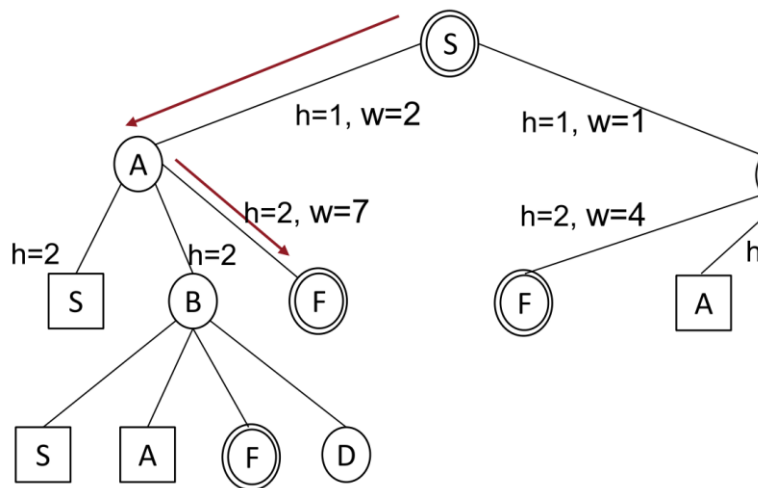 S
h=1, w=2
h=1, w=1
A
h=2, w=7
h=2, w=4
h=2
h=2
h
S
B
F
F
A
S
A
F
D